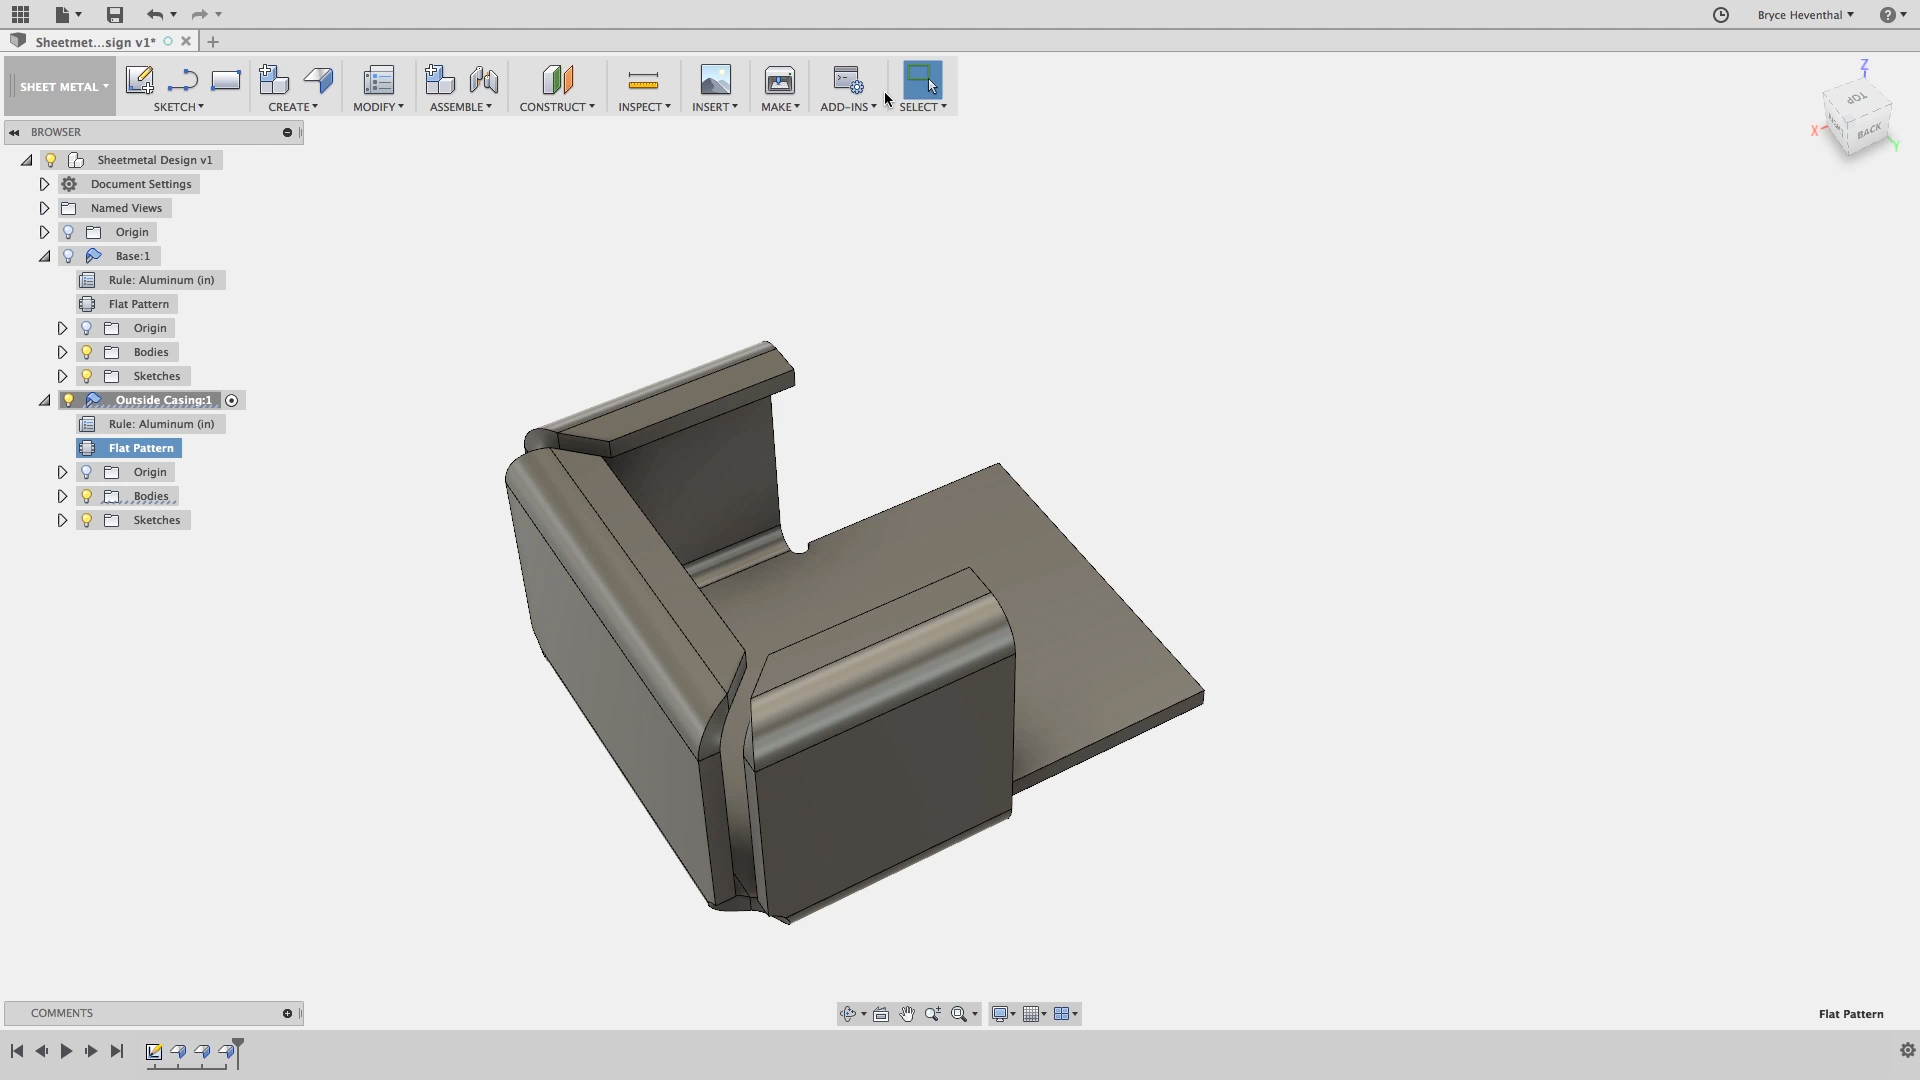 Bryce Heventhal
Sheetmet...sign v1*
SHEET METAL
SKETCH
CREATE
MODIFY
ASSEMBLE
CONSTRUCT
INSPECT
INSERT
MAKE
ADD-INS
SELECT
Z
TOP
BACK
X
Y
BROWSER
Sheetmetal Design v1
Document Settings
Named Views
Origin
Base:1
Rule: Aluminum (in)
Flat Pattern
Origin
Bodies
Sketches
Outside Casing:1
Rule: Aluminum (in)
Flat Pattern
Origin
Bodies
Sketches
COMMENTS
Flat Pattern